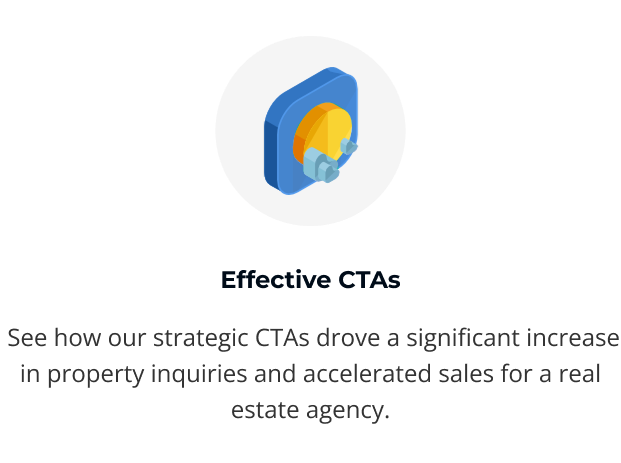 Effective CTAs
See how our strategic CTAs drove a significant increase
in property inquiries and accelerated sales for a real
estate agency.